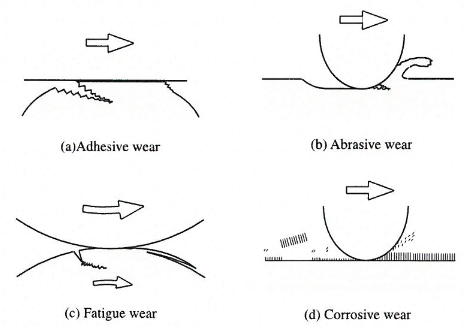 (a)Adhesive wear
(b) Abrasive wear
(c) Fatigue wear
(d) Corrosive wear